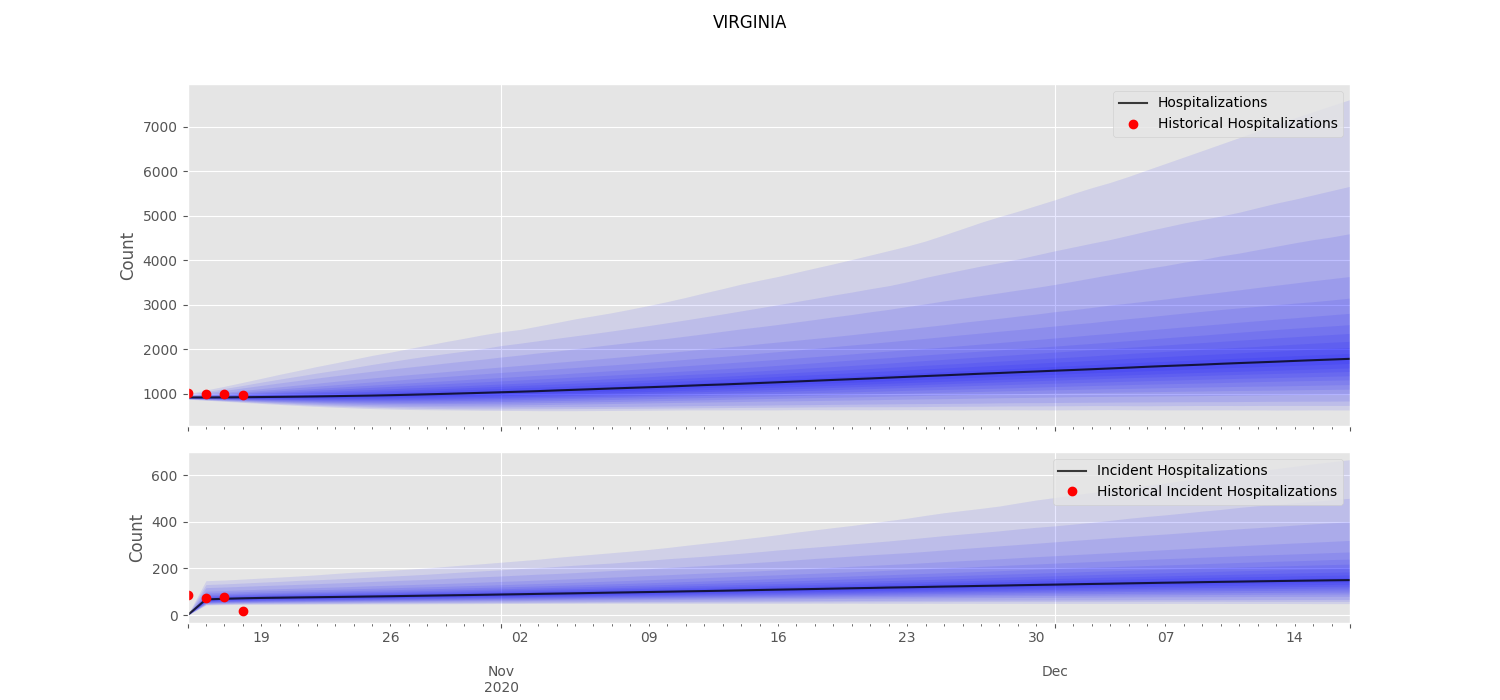 VIRGINIA
Hospitalizations
Historical Hospitalizations
7000
6000
5000
4000
3000
2000
1000
Count
Incident Hospitalizations
Historical Incident Hospitalizations
600
400
200
0
Count
19 26 02 09 16 23 30 07 14
Nov Dec
2020